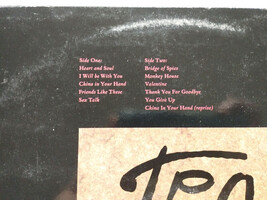 Side One:
Heart and Soul
I Will be With You
China in Your Hand
Friends Like These
Sex Talk
Side Two:
Bridge of Spies
Monkey House
Valentine
Thank You For Goodbye
You Give Up
China In Your Hand (reprise)